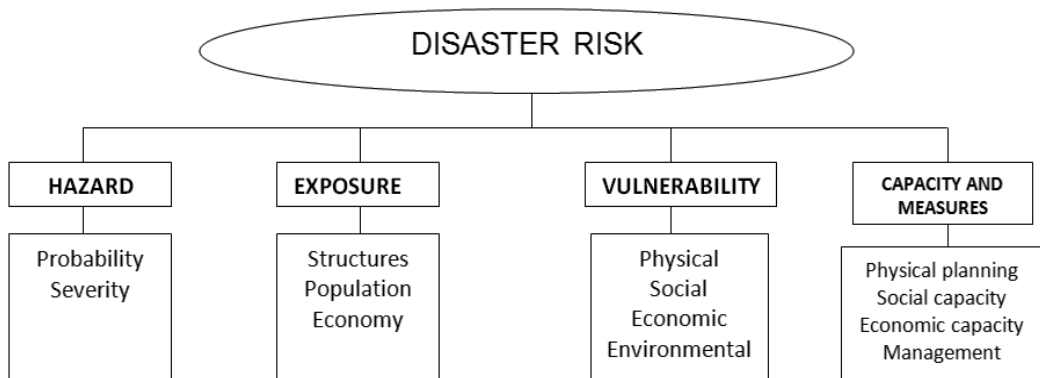 DISASTER RISK
HAZARD
Probability
Severity
EXPOSURE
Structures
Population
Economy
VULNERABILITY
Physical
Social
Economic
Environmental
CAPACITY AND
MEASURES
Physical planning
Social capacity
Economic capacity
Management